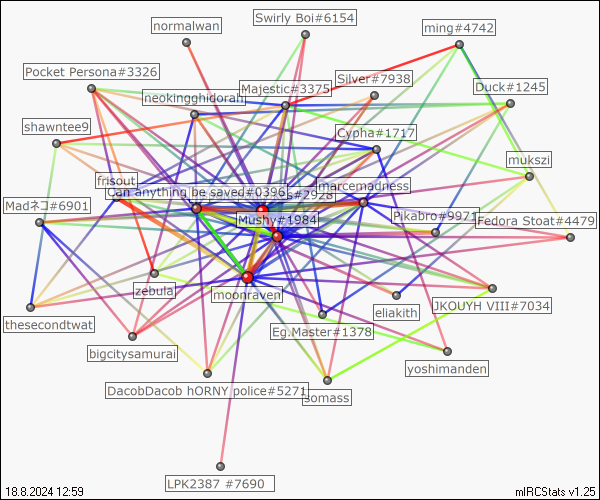 normalwan
Swirly Boi#6154
ming#4742
Pocket Persona#3326
Silver#7938
Majestic#3375
Duck#1245
neokingghidorah
shawntee9
Cypha#1717
mukszi
frisout
marcemadness
Can anything be saved#0396
s#2928
Madネコ#6901
Mushy#1984
Pikabro#9971
Fedora Stoat#4479
zebula
moonraven
JKOUYH VIII#7034
eliakith
thesecondtwat
Eg.Master#1378
bigcitysamurai
yoshimanden
DacobDacob hORNY police#5271
somass
LPK2387 #7690
18.8.2024 12:59
mIRCStats v1.25